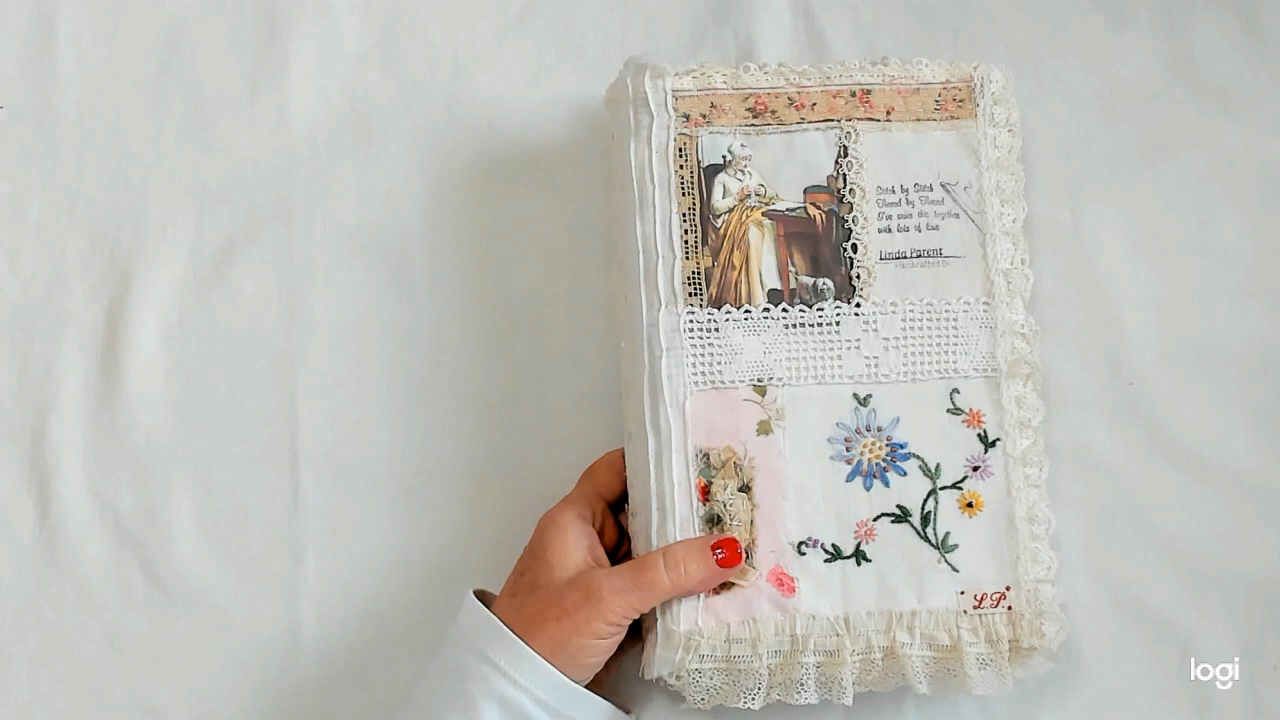 Stitch by Stitch
Thread by Thread
I've sewn this together
with lots of love
Linda Parent
Handcrafted By
L.P.
logi